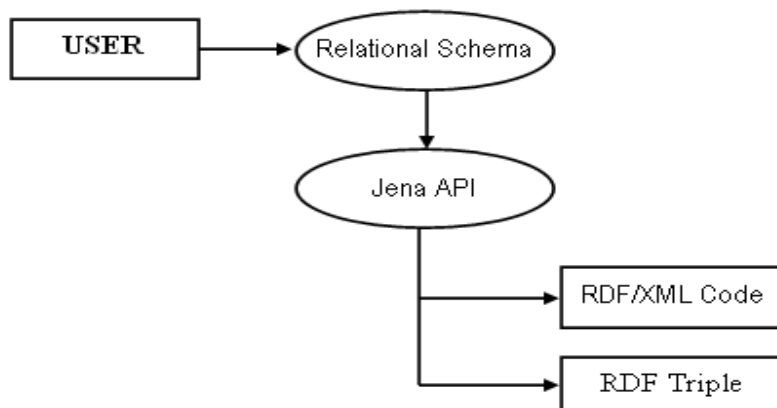 USER
Relational Schema
Jena API
RDF/XML Code
RDF Triple